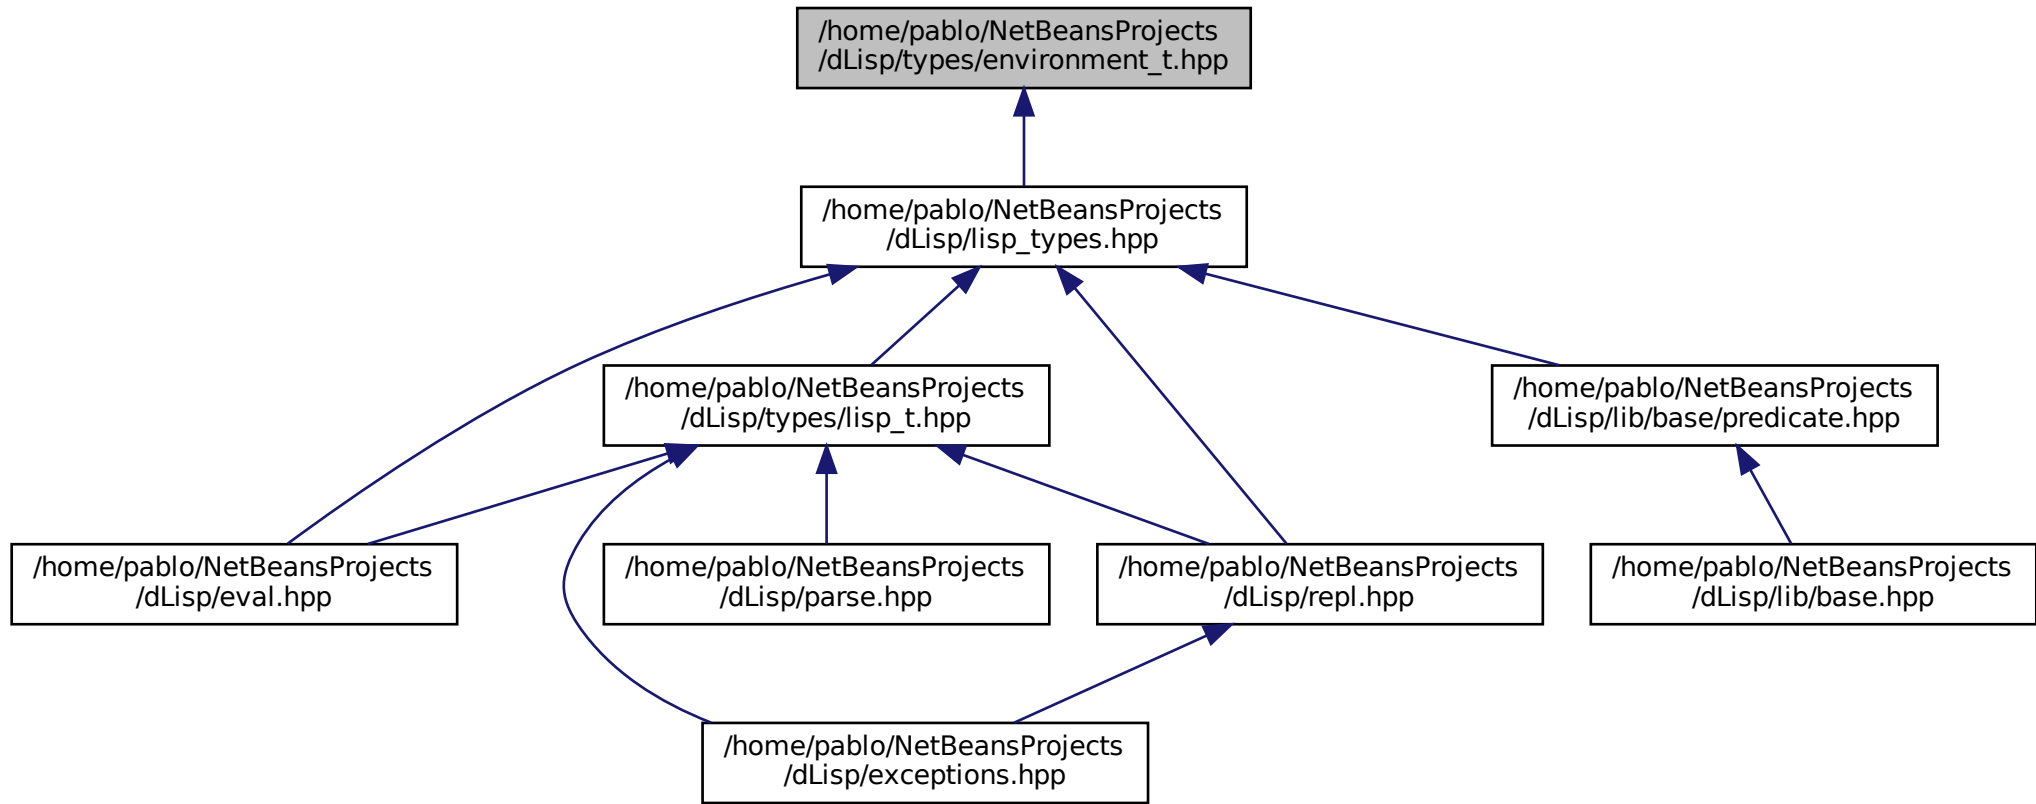 /home/pablo/NetBeansProjects
/dLisp/types/environment_t.hpp
/home/pablo/NetBeansProjects
/dLisp/lisp_types.hpp
/home/pablo/NetBeansProjects
/dLisp/types/lisp_t.hpp
/home/pablo/NetBeansProjects
/dLisp/lib/base/predicate.hpp
/home/pablo/NetBeansProjects
/dLisp/eval.hpp
/home/pablo/NetBeansProjects
/dLisp/parse.hpp
/home/pablo/NetBeansProjects
/dLisp/repl.hpp
/home/pablo/NetBeansProjects
/dLisp/lib/base.hpp
/home/pablo/NetBeansProjects
/dLisp/exceptions.hpp